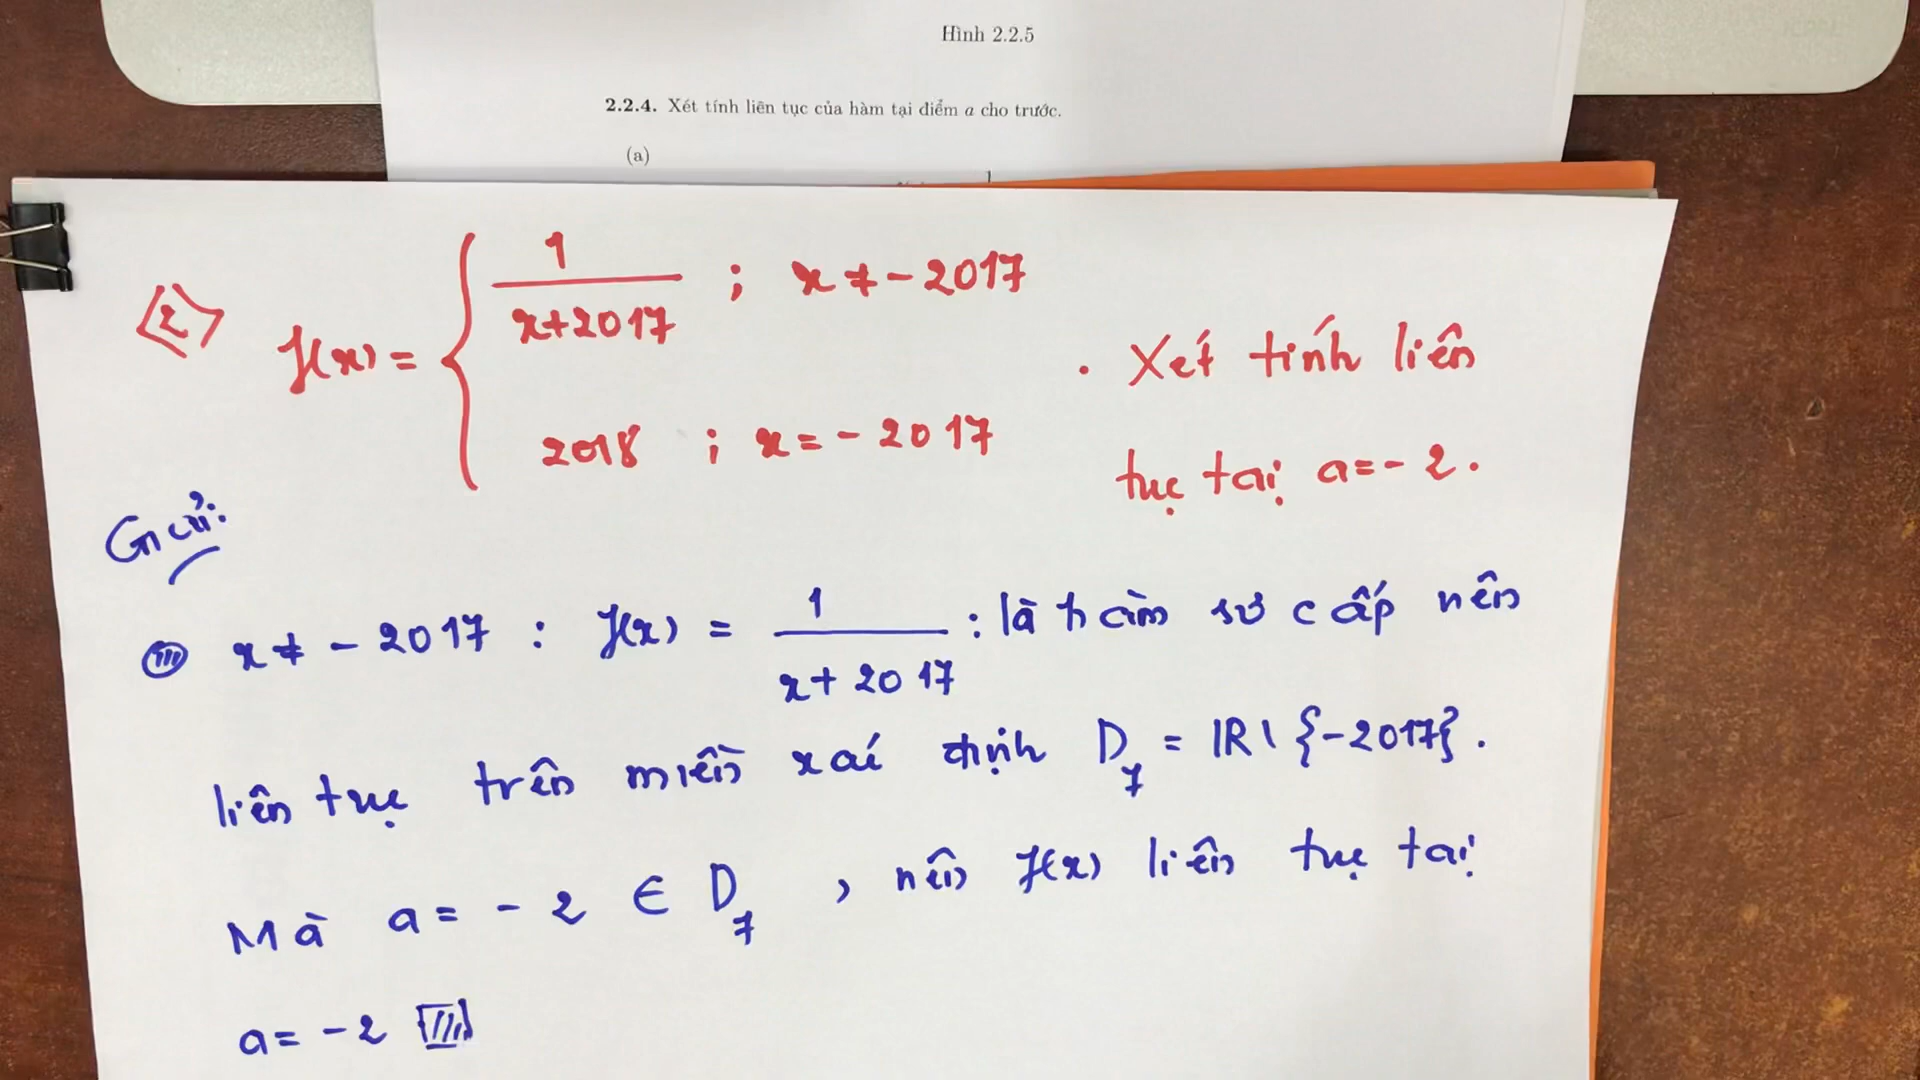 Hình 2.2.5
2.2.4. Xét tính liên tục của hàm tại điểm a cho trước.
(a)
<2> f(x) = { 1/(x+2017) ; x ≠ -2017
2018 ; x = -2017
. Xét tính liên
tục tại a = -2.
Giải:
x ≠ -2017 : f(x) = 1/(x+2017) : là hàm sơ cấp nên
liên tục trên miền xác định D_f = ℝ \ {-2017}.
Mà a = -2 ∈ D_f , nên f(x) liên tục tại
a = -2